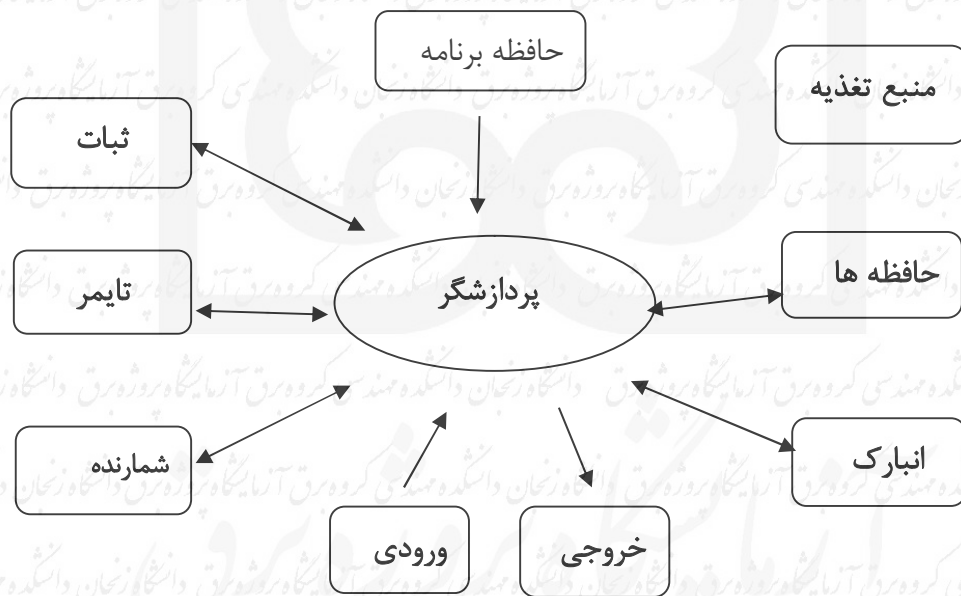 حافظه برنامه
منبع تغذیه
ثبات
حافظه ها
تایمر
پردازشگر
انبارک
شمارنده
خروجی
ورودی